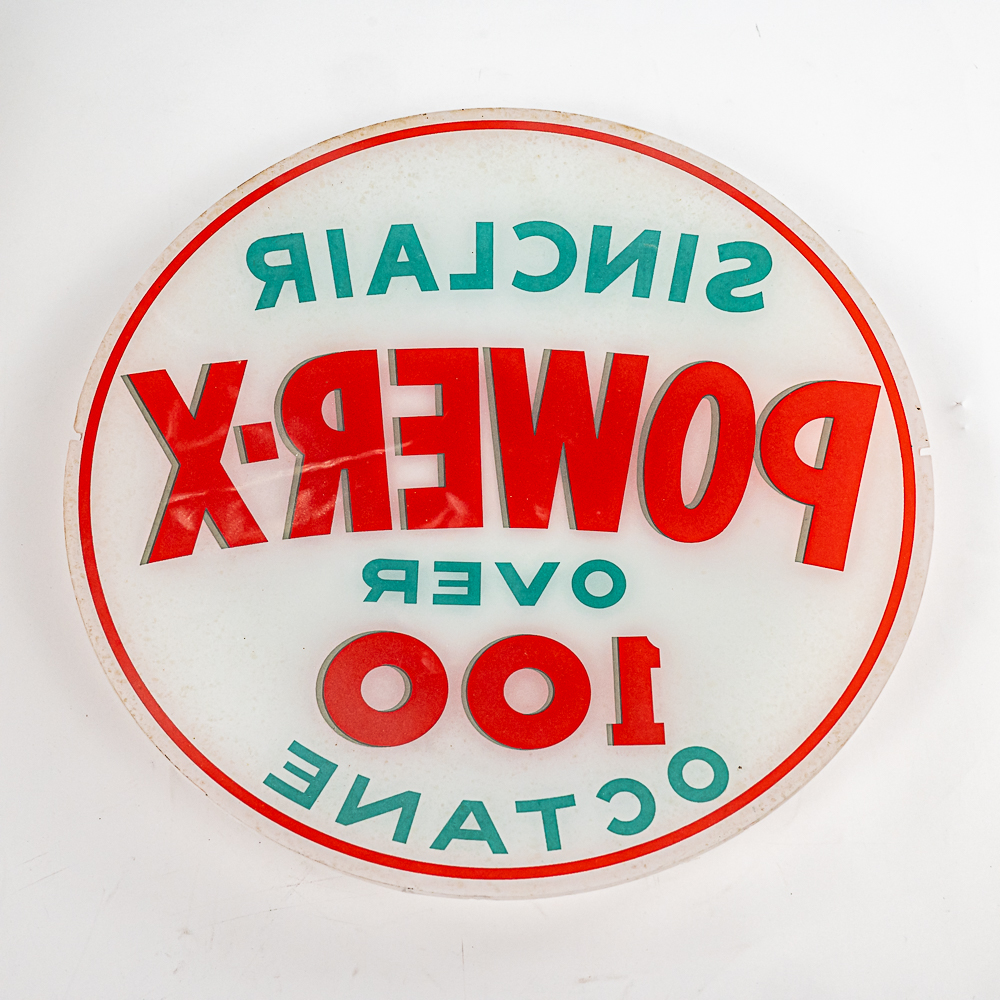 SINCLAIR
POWER-X
OVER
100
OCTANE